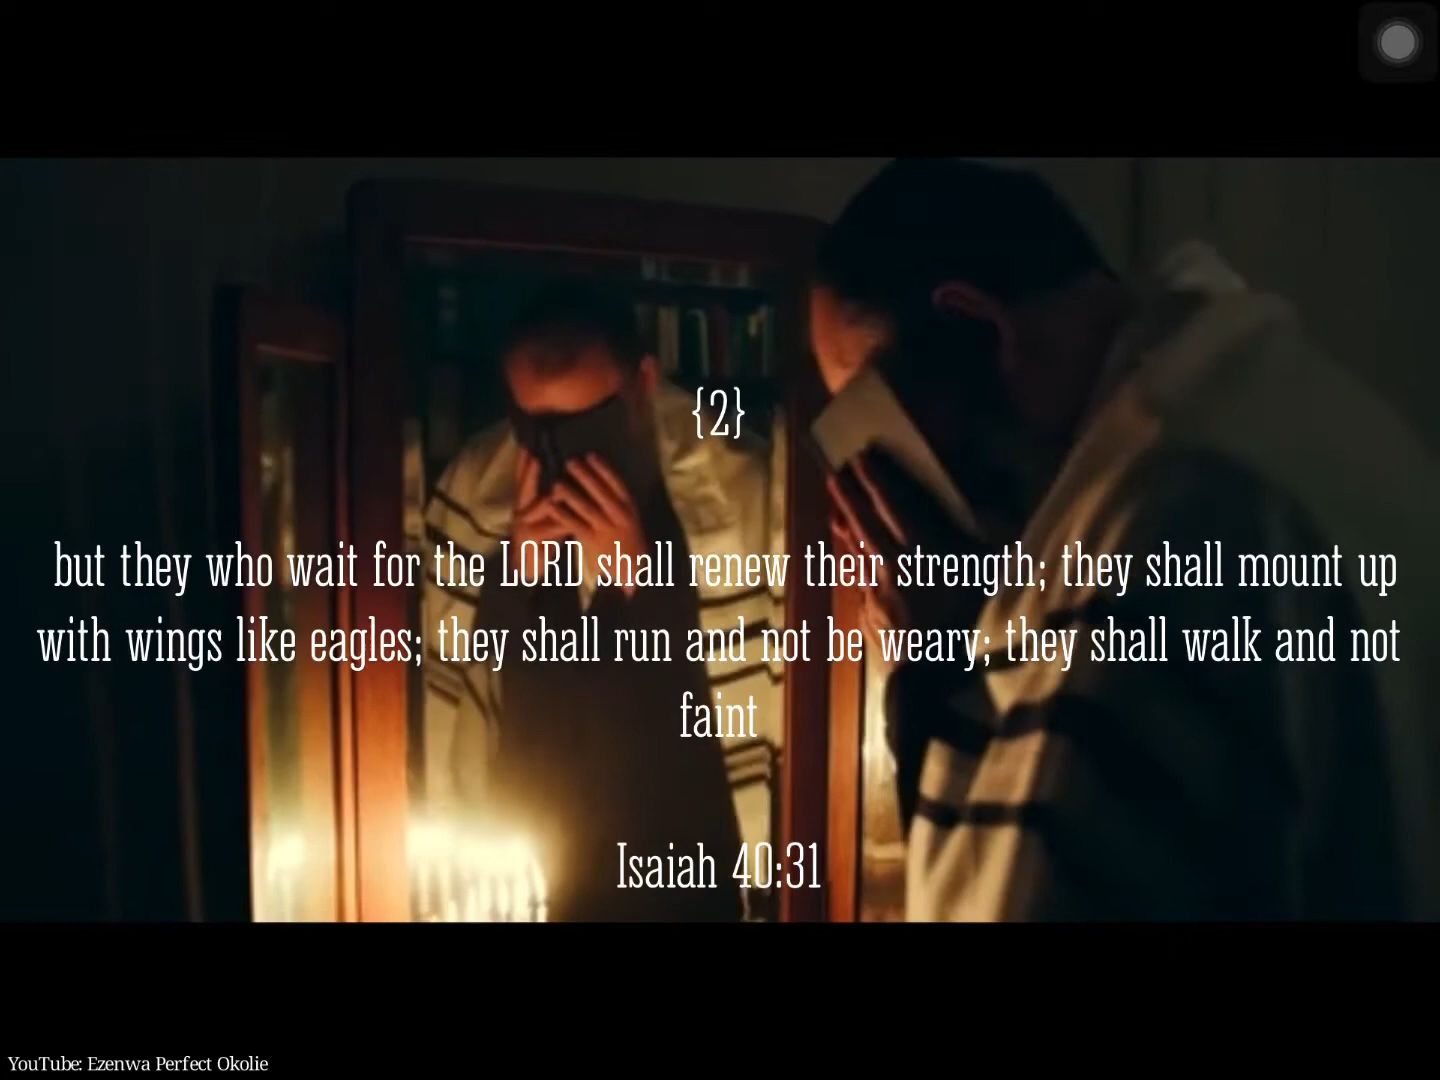 {2}
but they who wait for the LORD shall renew their strength; they shall mount up
with wings like eagles; they shall run and not be weary; they shall walk and not
faint
Isaiah 40:31
YouTube: Ezenwa Perfect Okolie